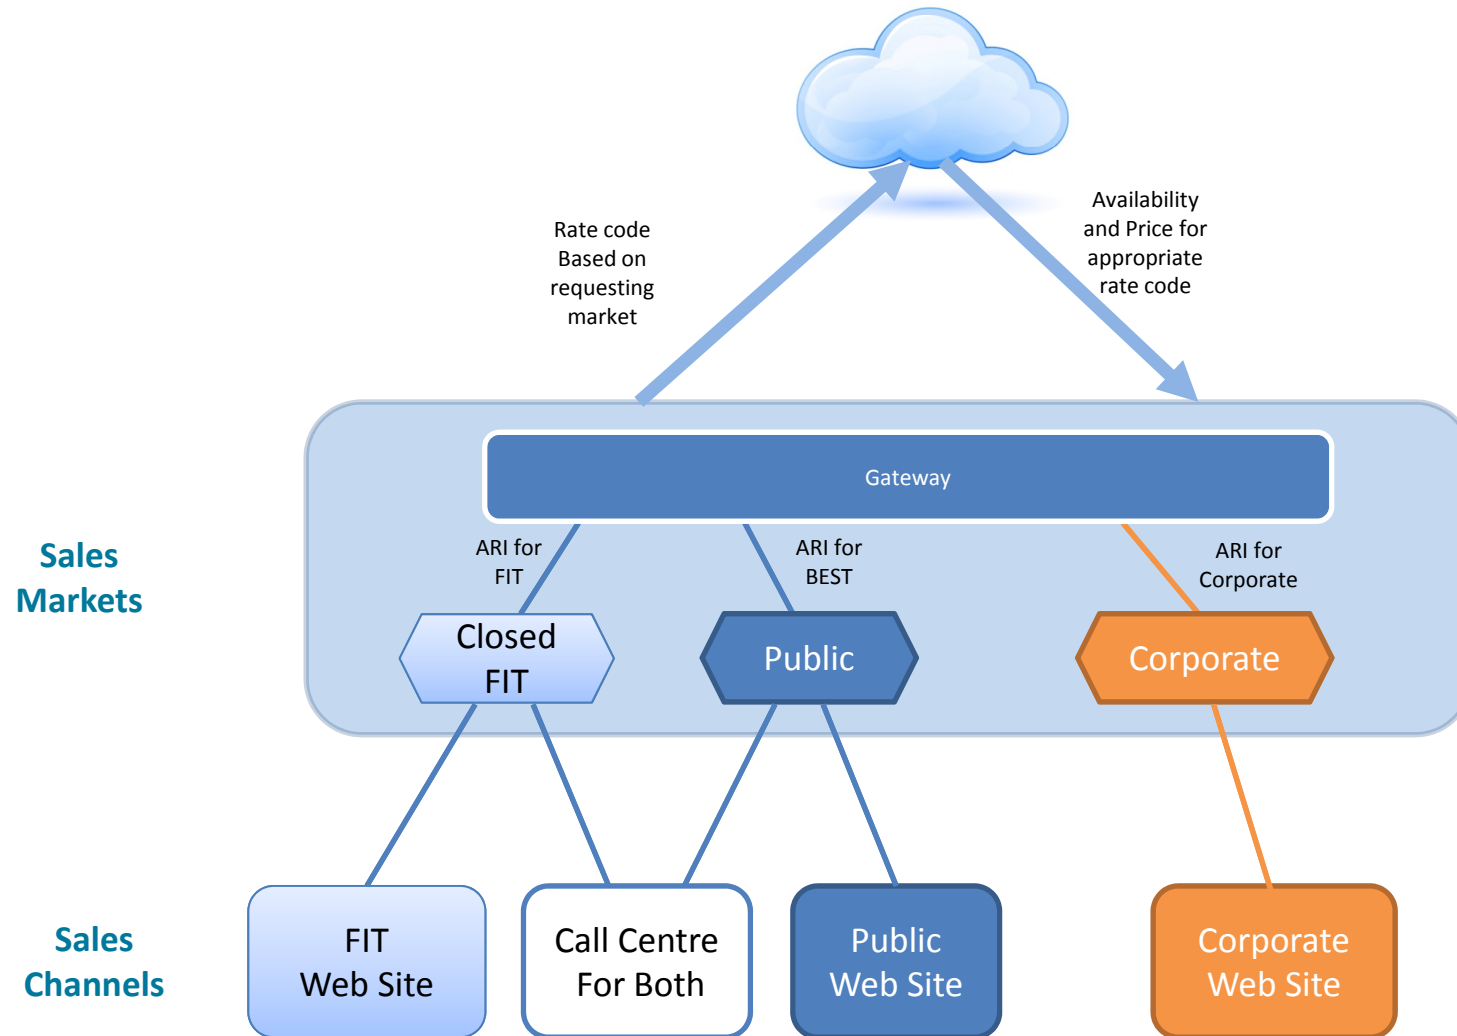 Rate code
Based on
requesting
market
Availability
and Price for
appropriate
rate code
Gateway
Sales
Markets
ARI for
FIT
ARI for
BEST
ARI for
Corporate
Closed
FIT
Public
Corporate
Sales
Channels
FIT
Web Site
Call Centre
For Both
Public
Web Site
Corporate
Web Site